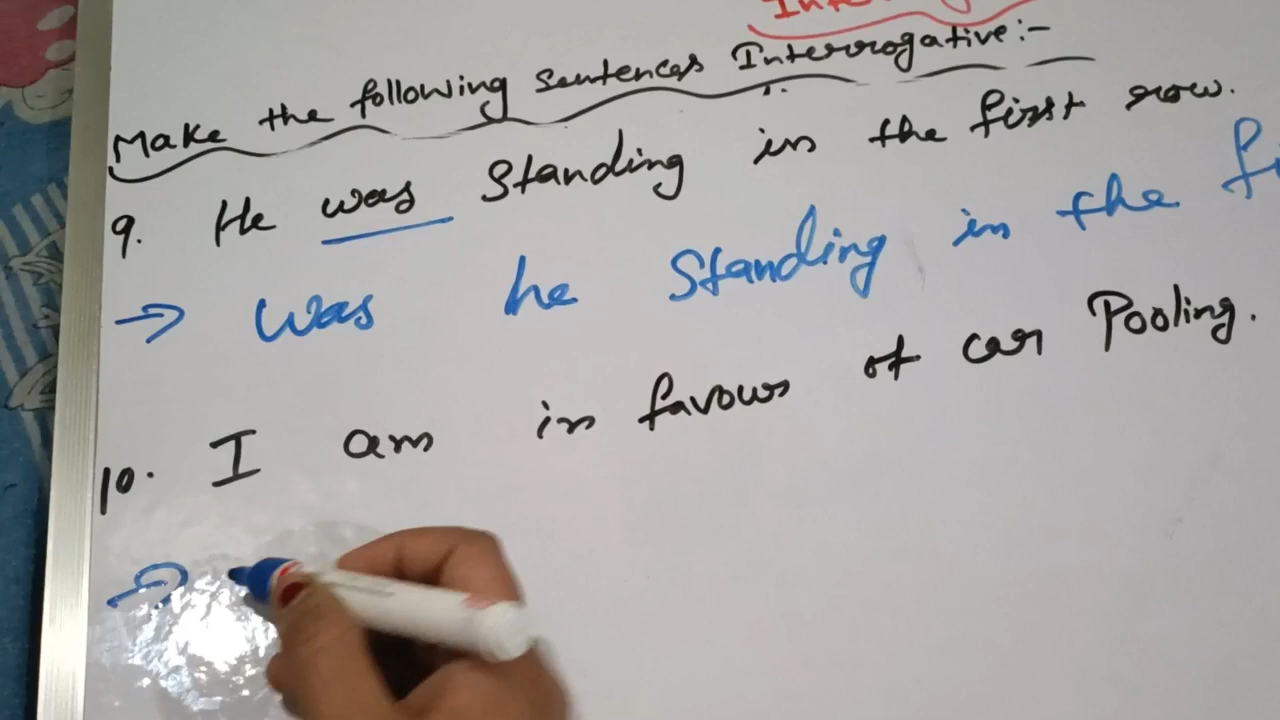 Make the following Sentences Interrogative:-
9. He was Standing in the first row.
→ Was he Standing in the
10. I am in favour of car Pooling.
→